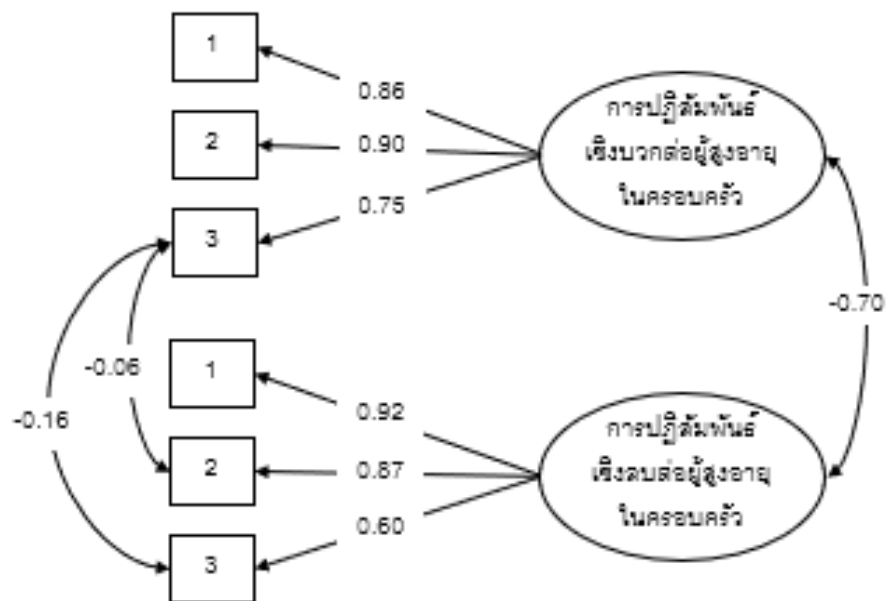 1
0.86
การปฏิสัมพันธ์
เชิงบวกต่อผู้สูงอายุ
ในครอบครัว
2
0.90
0.75
3
-0.70
1
-0.06
0.92
-0.16
การปฏิสัมพันธ์
เชิงลบต่อผู้สูงอายุ
ในครอบครัว
2
0.87
0.60
3